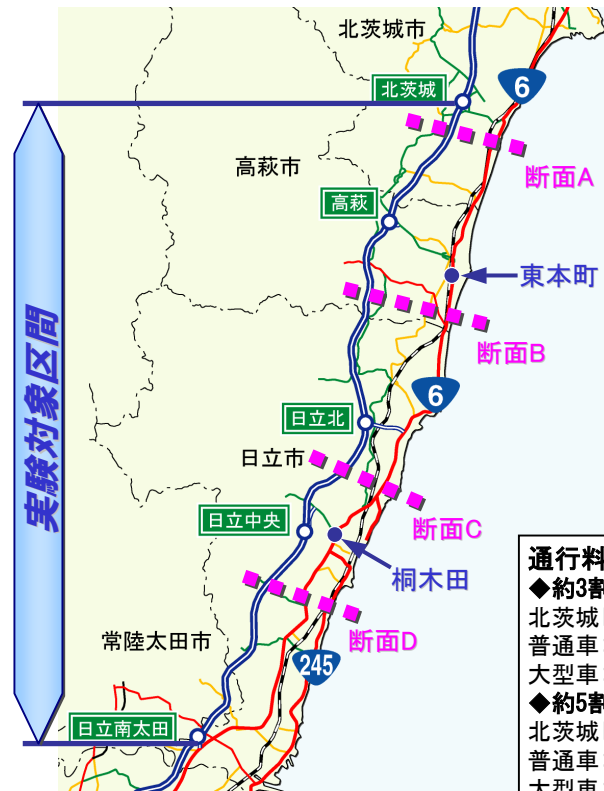 北茨城市
北茨城
6
断面A
高萩市
高萩
東本町
断面B
6
日立北
日立市
断面C
日立中央
桐木田
断面D
常陸太田市
245
日立南太田
実験対象区間
通行料
◆約3割
北茨城
普通車
大型車
◆約5割
北茨城
普通車
大型車